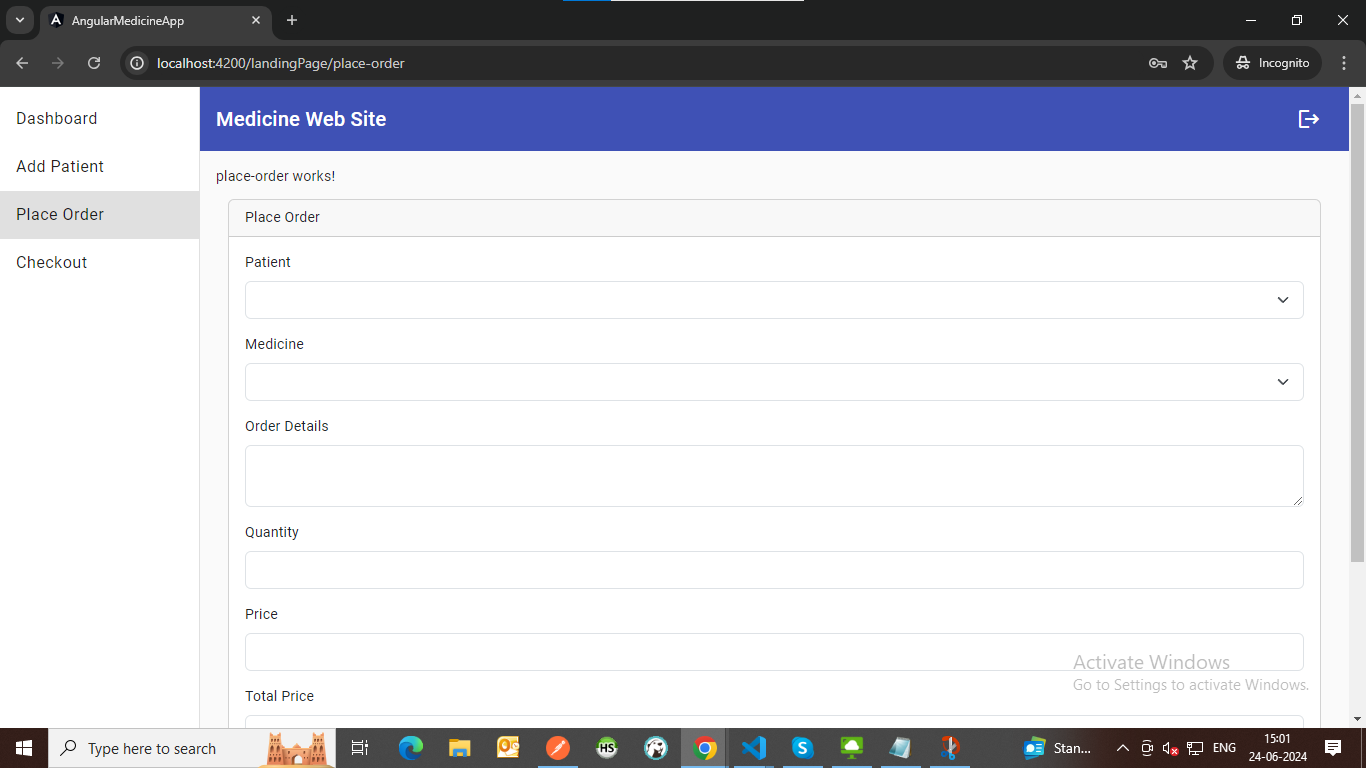 AngularMedicineApp
localhost:4200/landingPage/place-order
Incognito
Dashboard
Add Patient
Place Order
Checkout
Medicine Web Site
place-order works!
Place Order
Patient
Medicine
Order Details
Quantity
Price
Total Price
Activate Windows
Go to Settings to activate Windows.
Type here to search
HS
Stan...
ENG
15:01
24-06-2024